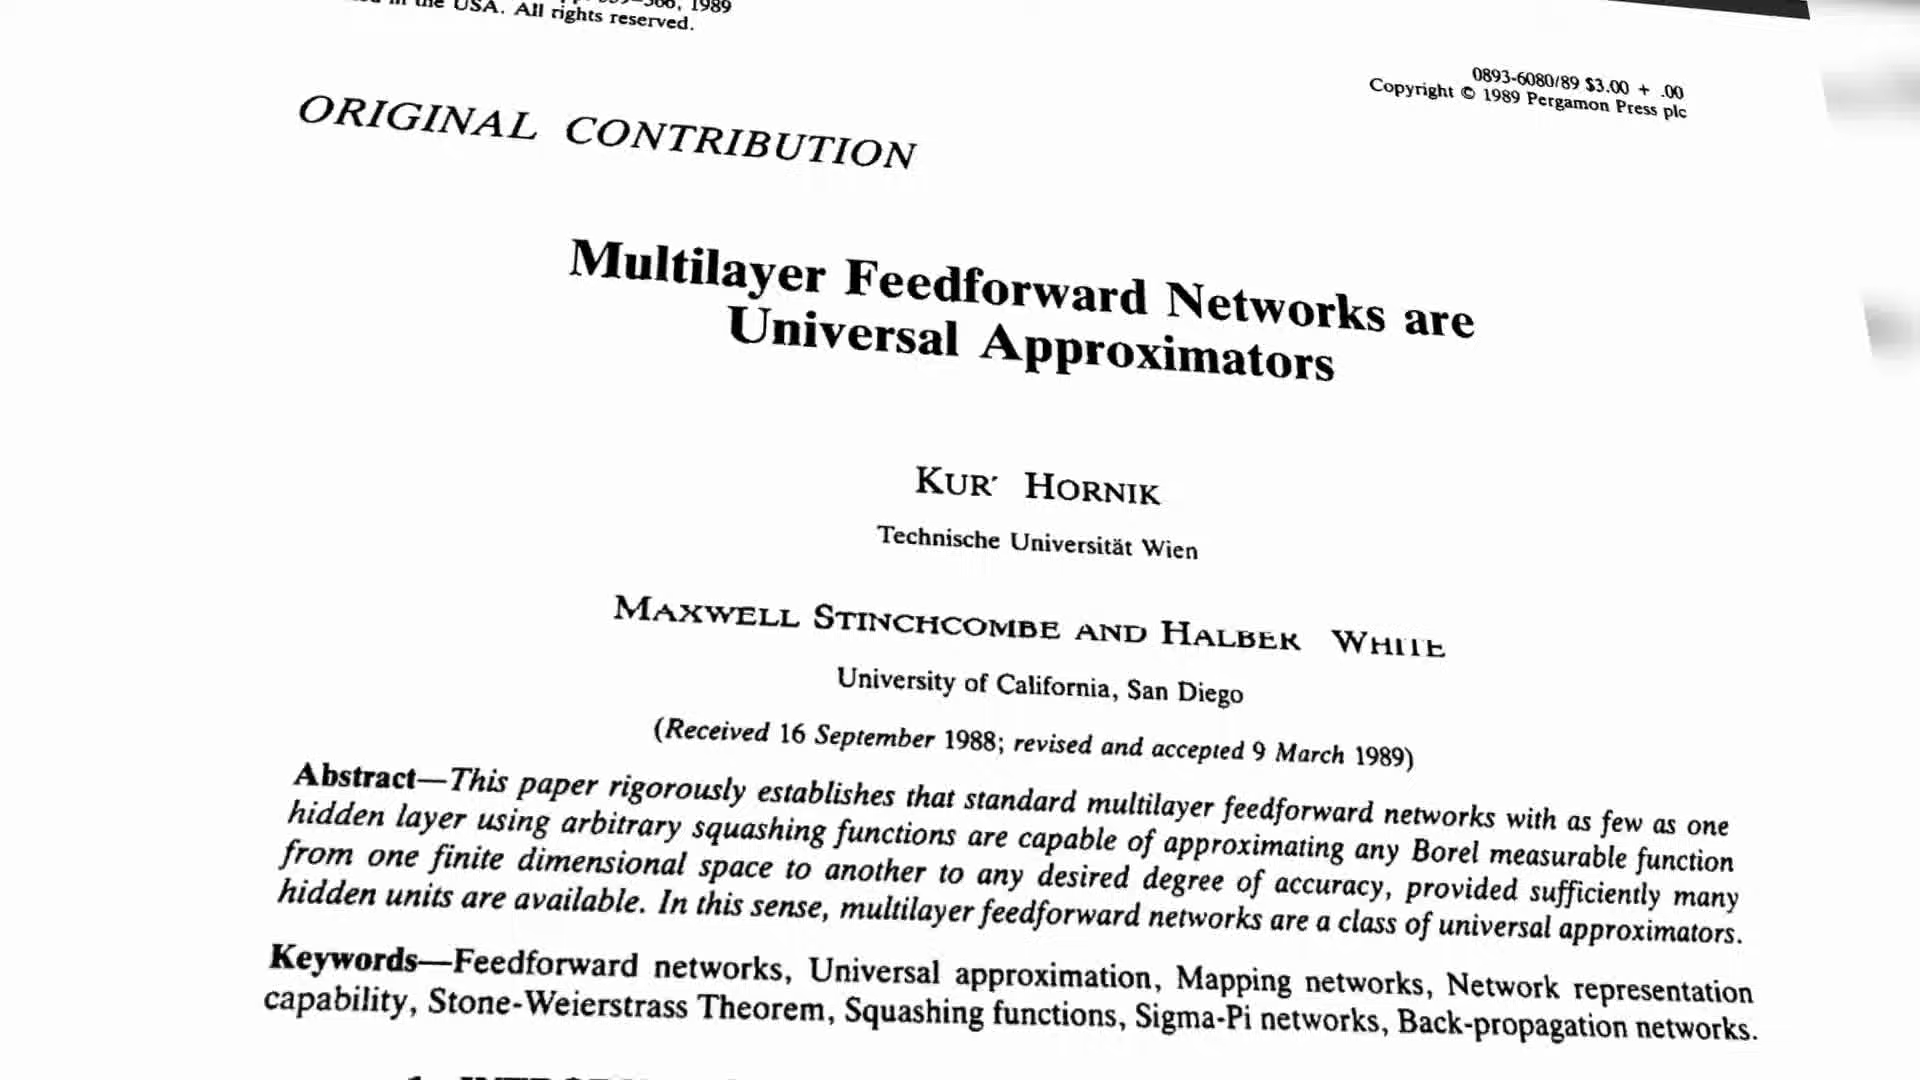 in the USA. All rights reserved.
1989
0893-6080/89 $3.00 + .00
Copyright © 1989 Pergamon Press plc
ORIGINAL CONTRIBUTION
Multilayer Feedforward Networks are
Universal Approximators
KUR HORNIK
Technische Universität Wien
MAXWELL STINCHCOMBE AND HALBER WHITE
University of California, San Diego
(Received 16 September 1988; revised and accepted 9 March 1989)
Abstract—This paper rigorously establishes that standard multilayer feedforward networks with as few as one
hidden layer using arbitrary squashing functions are capable of approximating any Borel measurable function
from one finite dimensional space to another to any desired degree of accuracy, provided sufficiently many
hidden units are available. In this sense, multilayer feedforward networks are a class of universal approximators.
Keywords—Feedforward networks, Universal approximation, Mapping networks, Network representation
capability, Stone-Weierstrass Theorem, Squashing functions, Sigma-Pi networks, Back-propagation networks.